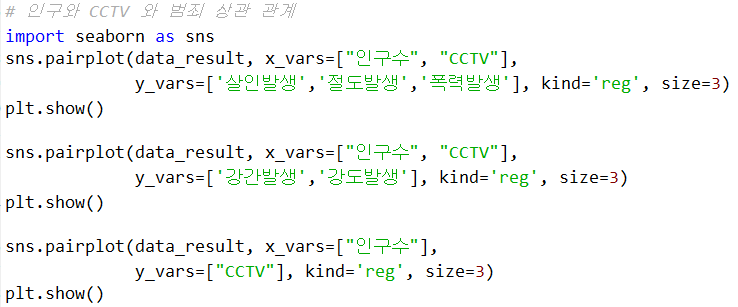 # 인구와 CCTV 와 범죄 상관 관계
import seaborn as sns
sns.pairplot(data_result, x_vars=["인구수", "CCTV"],
y_vars=['살인발생','절도발생','폭력발생'], kind='reg', size=3)
plt.show()
sns.pairplot(data_result, x_vars=["인구수", "CCTV"],
y_vars=['강간발생','강도발생'], kind='reg', size=3)
plt.show()
sns.pairplot(data_result, x_vars=["인구수"],
y_vars=["CCTV"], kind='reg', size=3)
plt.show()